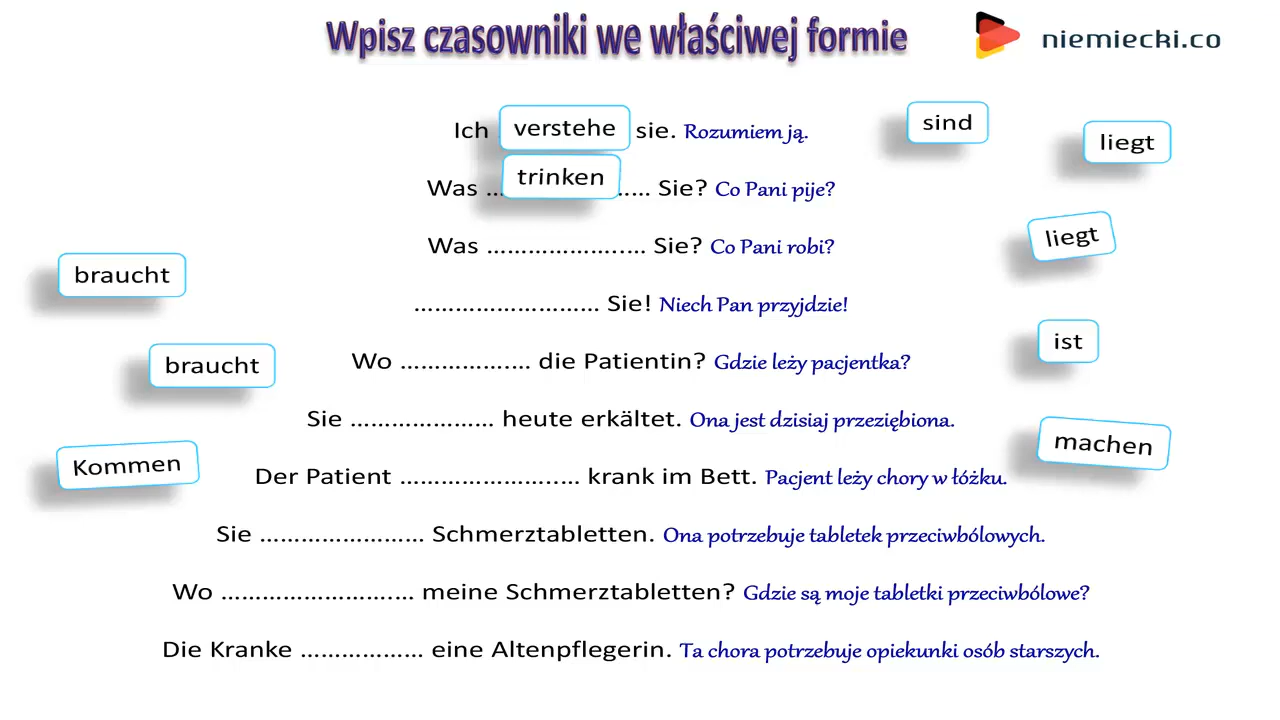 Wpisz czasowniki we właściwej formie
niemiecki.co
Ich verstehe sie. Rozumiem ją.
sind
liegt
trinken
Was ........................ Sie? Co Pani pije?
Was ........................ Sie? Co Pani robi?
liegt
braucht
........................... Sie! Niech Pan przyjdzie!
ist
braucht
Wo ................... die Patientin? Gdzie leży pacjentka?
Sie ..................... heute erkältet. Ona jest dzisiaj przeziębiona.
machen
Kommen
Der Patient .......................... krank im Bett. Pacjent leży chory w łóżku.
Sie ........................ Schmerztabletten. Ona potrzebuje tabletek przeciwbólowych.
Wo ............................ meine Schmerztabletten? Gdzie są moje tabletki przeciwbólowe?
Die Kranke .................. eine Altenpflegerin. Ta chora potrzebuje opiekunki osób starszych.